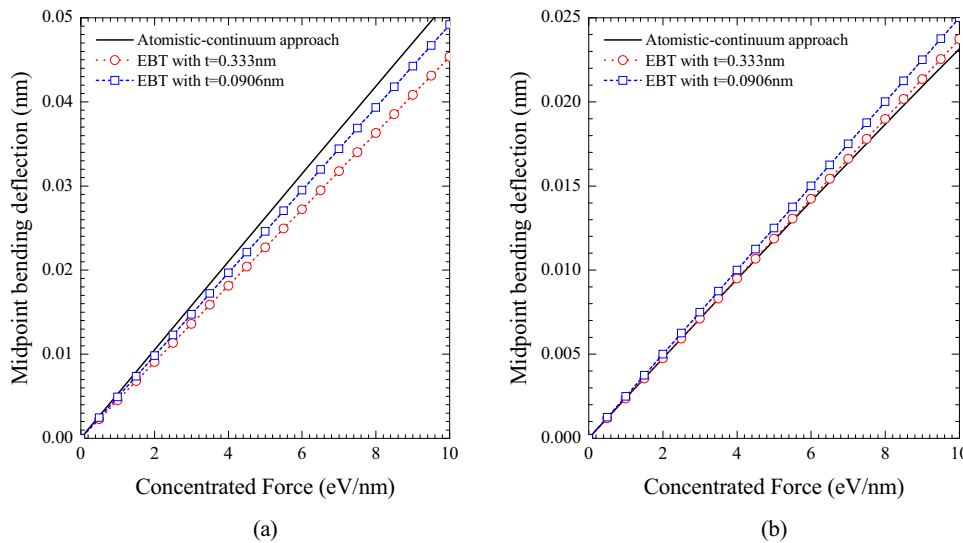 0.05
0.04
0.03
0.02
0.01
0.00
Midpoint bending deflection (nm)
Atomistic-continuum approach
EBT with t=0.333nm
EBT with t=0.0906nm
0 2 4 6 8 10
Concentrated Force (eV/nm)
(a)
0.025
0.020
0.015
0.010
0.005
0.000
Midpoint bending deflection (nm)
Atomistic-continuum approach
EBT with t=0.333nm
EBT with t=0.0906nm
0 2 4 6 8 10
Concentrated Force (eV/nm)
(b)